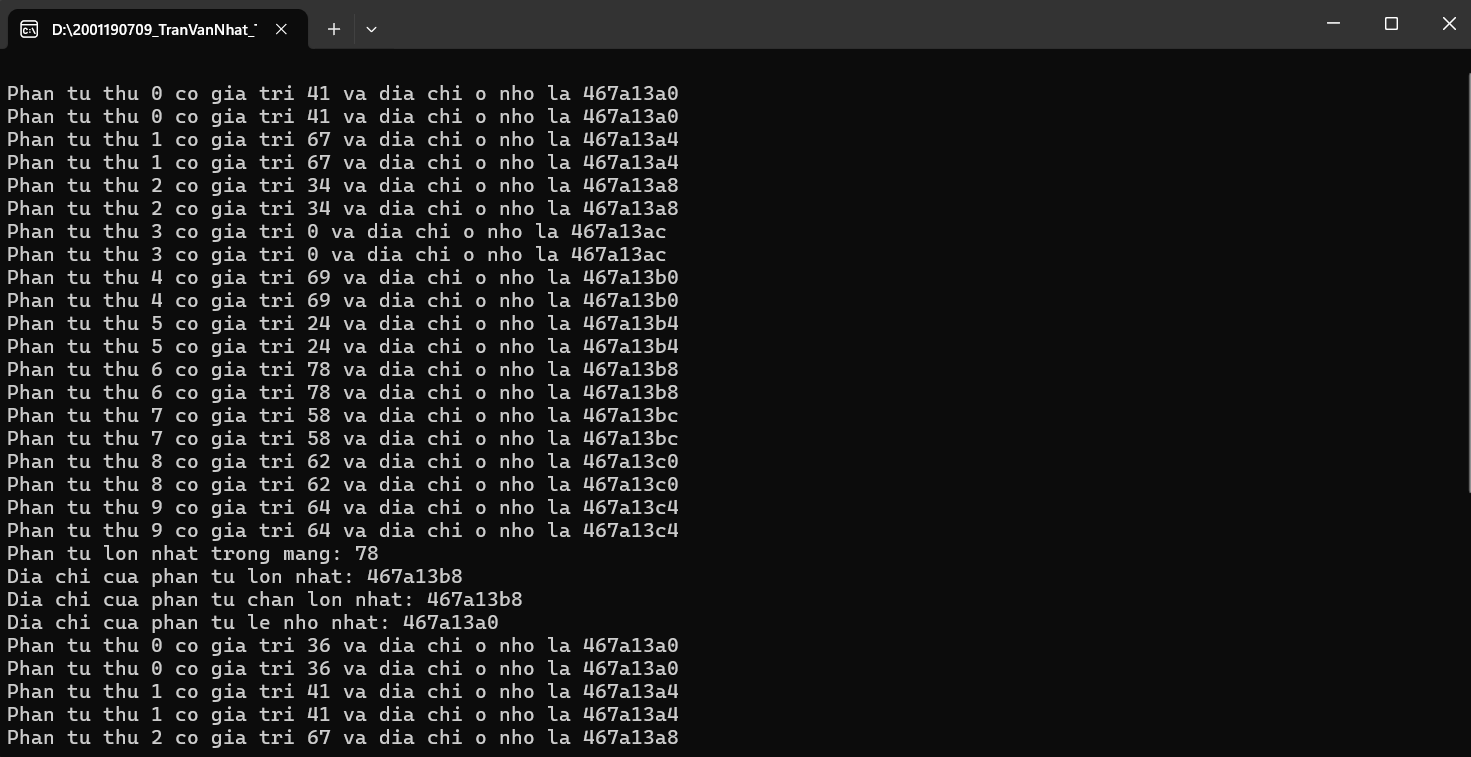 D:\2001190709_TranVanNhat_
Phan tu thu 0 co gia tri 41 va dia chi o nho la 467a13a0
Phan tu thu 0 co gia tri 41 va dia chi o nho la 467a13a0
Phan tu thu 1 co gia tri 67 va dia chi o nho la 467a13a4
Phan tu thu 1 co gia tri 67 va dia chi o nho la 467a13a4
Phan tu thu 2 co gia tri 34 va dia chi o nho la 467a13a8
Phan tu thu 2 co gia tri 34 va dia chi o nho la 467a13a8
Phan tu thu 3 co gia tri 0 va dia chi o nho la 467a13ac
Phan tu thu 3 co gia tri 0 va dia chi o nho la 467a13ac
Phan tu thu 4 co gia tri 69 va dia chi o nho la 467a13b0
Phan tu thu 4 co gia tri 69 va dia chi o nho la 467a13b0
Phan tu thu 5 co gia tri 24 va dia chi o nho la 467a13b4
Phan tu thu 5 co gia tri 24 va dia chi o nho la 467a13b4
Phan tu thu 6 co gia tri 78 va dia chi o nho la 467a13b8
Phan tu thu 6 co gia tri 78 va dia chi o nho la 467a13b8
Phan tu thu 7 co gia tri 58 va dia chi o nho la 467a13bc
Phan tu thu 7 co gia tri 58 va dia chi o nho la 467a13bc
Phan tu thu 8 co gia tri 62 va dia chi o nho la 467a13c0
Phan tu thu 8 co gia tri 62 va dia chi o nho la 467a13c0
Phan tu thu 9 co gia tri 64 va dia chi o nho la 467a13c4
Phan tu thu 9 co gia tri 64 va dia chi o nho la 467a13c4
Phan tu lon nhat trong mang: 78
Dia chi cua phan tu lon nhat: 467a13b8
Dia chi cua phan tu chan lon nhat: 467a13b8
Dia chi cua phan tu le nho nhat: 467a13a0
Phan tu thu 0 co gia tri 36 va dia chi o nho la 467a13a0
Phan tu thu 0 co gia tri 36 va dia chi o nho la 467a13a0
Phan tu thu 1 co gia tri 41 va dia chi o nho la 467a13a4
Phan tu thu 1 co gia tri 41 va dia chi o nho la 467a13a4
Phan tu thu 2 co gia tri 67 va dia chi o nho la 467a13a8